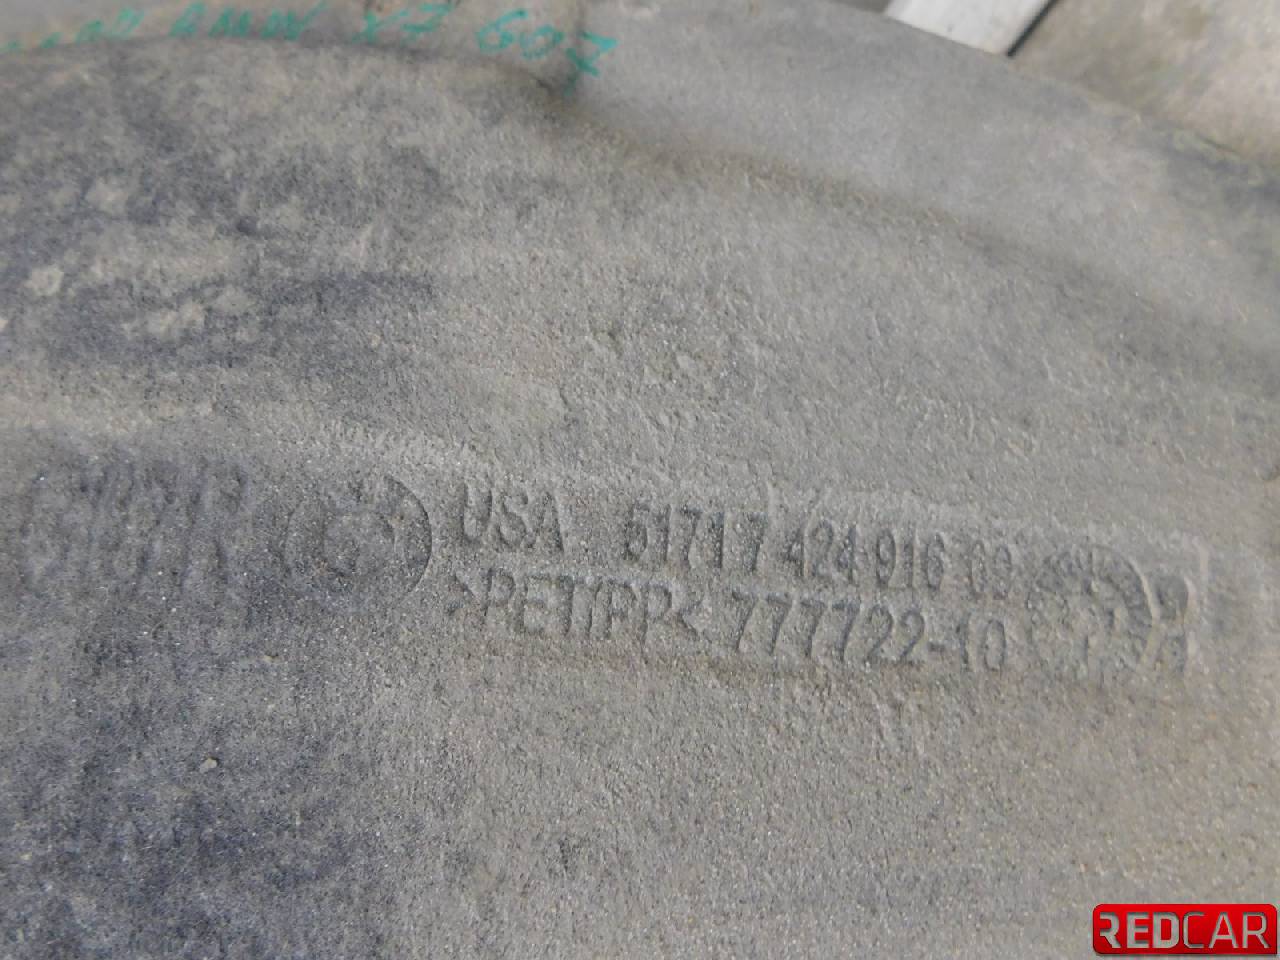 BMW X7 G07
USA 51717 424 916 09
>PET/PP< 777722-10
REDCAR